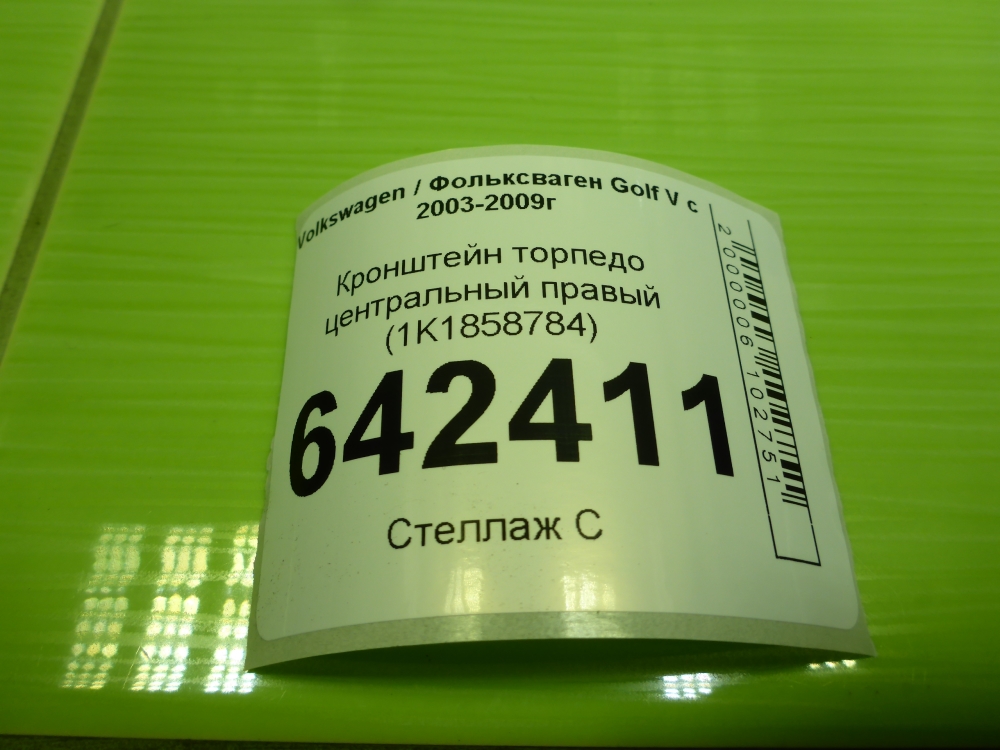 Volkswagen / Фольксваген Golf V с
2003-2009г
Кронштейн торпедо
центральный правый
(1K1858784)
642411
Стеллаж С
2000006102751